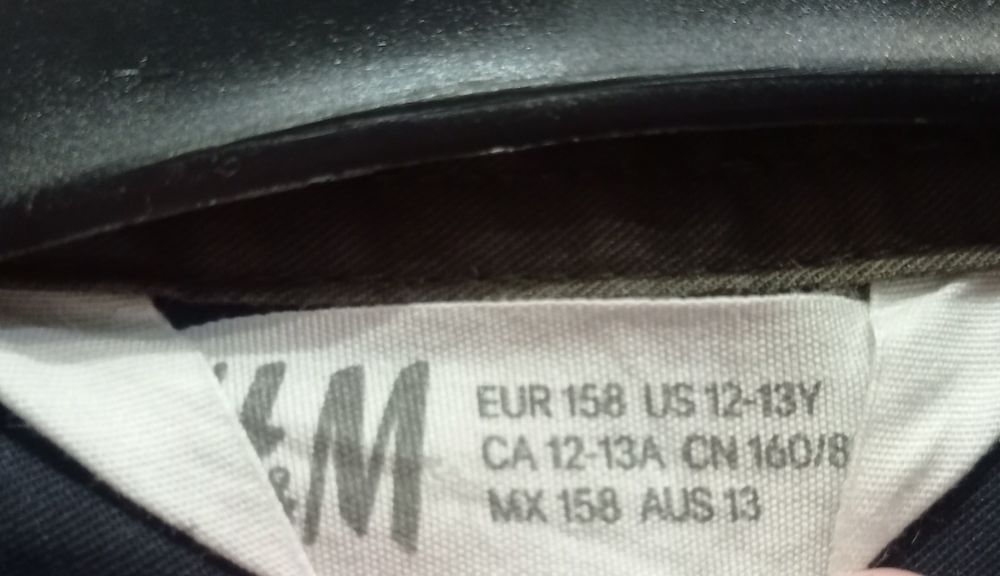 H&M
EUR 158 US 12-13Y
CA 12-13A CN 160/8
MX 158 AUS 13